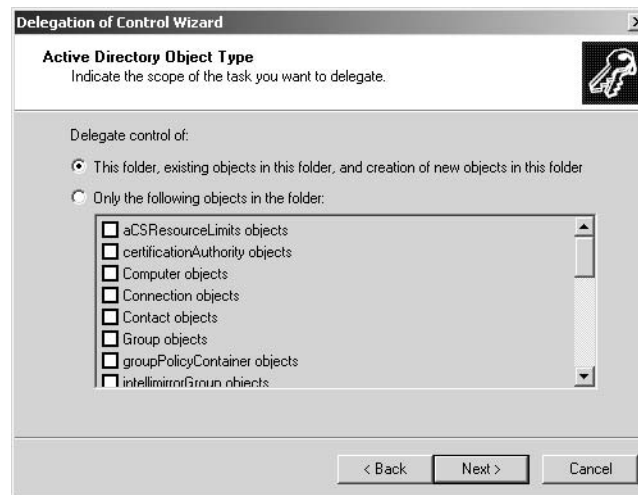 Delegation of Control Wizard
Active Directory Object Type
Indicate the scope of the task you want to delegate.
Delegate control of:
This folder, existing objects in this folder, and creation of new objects in this folder
Only the following objects in the folder:
aCSResourceLimits objects
certificationAuthority objects
Computer objects
Connection objects
Contact objects
Group objects
groupPolicyContainer objects
intellimirrorGroup objects
< Back
Next >
Cancel